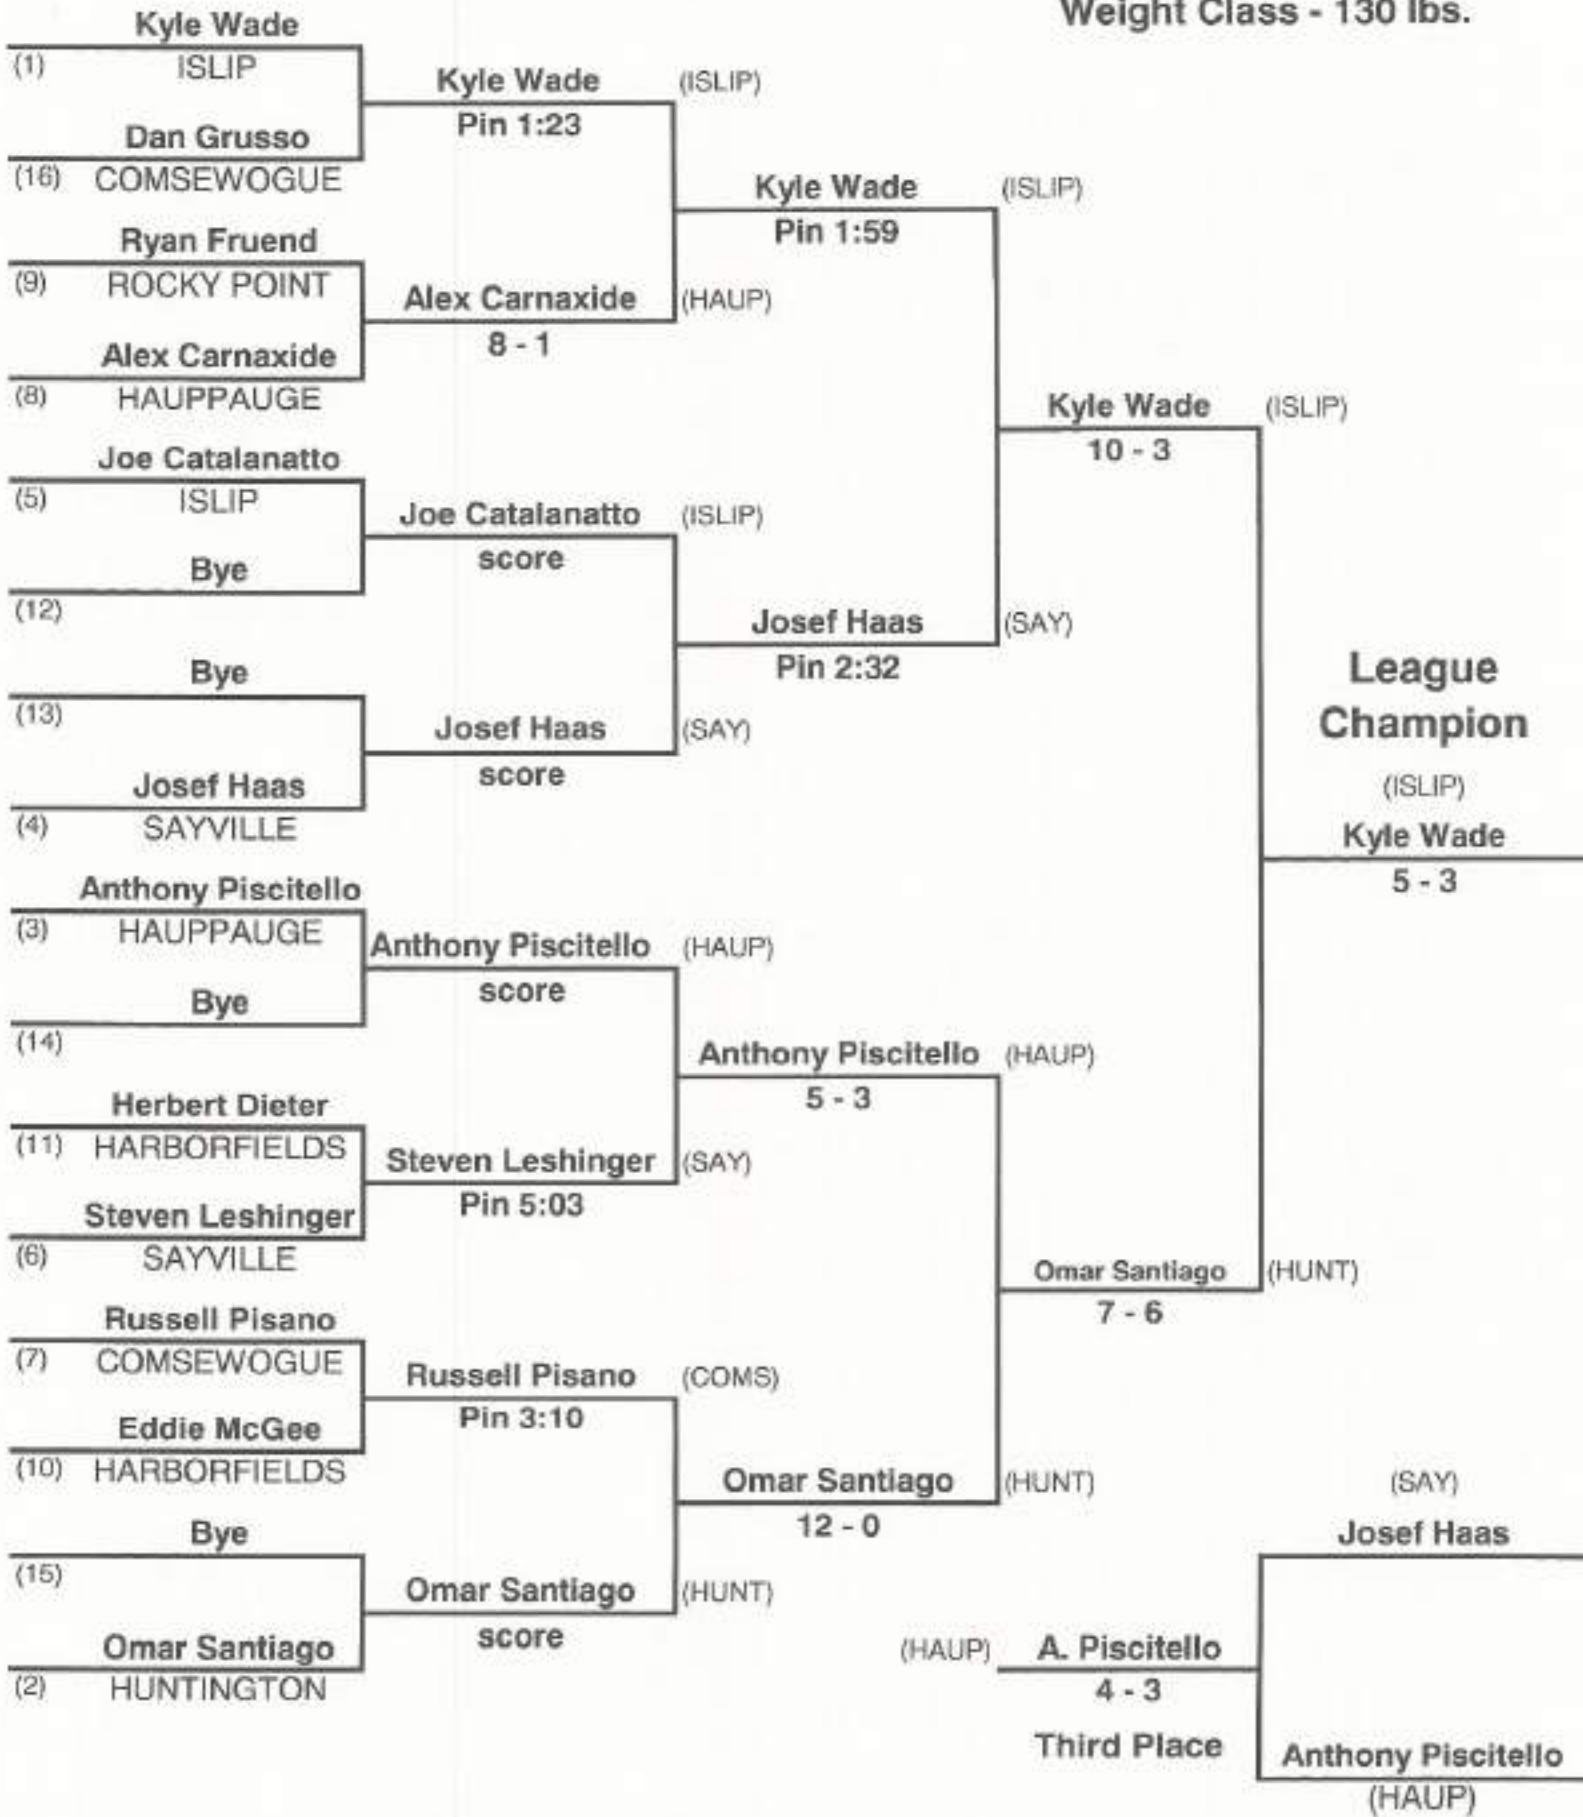 Weight Class - 130 lbs.
Kyle Wade
(1) ISLIP
Dan Grusso
(16) COMSEWOGUE
Ryan Fruend
(9) ROCKY POINT
Alex Carnaxide
(8) HAUPPAUGE
Joe Catalanatto
(5) ISLIP
Bye
(12)
Bye
(13)
Josef Haas
(4) SAYVILLE
Anthony Piscitello
(3) HAUPPAUGE
Bye
(14)
Herbert Dieter
(11) HARBORFIELDS
Steven Leshinger
(6) SAYVILLE
Russell Pisano
(7) COMSEWOGUE
Eddie McGee
(10) HARBORFIELDS
Bye
(15)
Omar Santiago
(2) HUNTINGTON
Kyle Wade (ISLIP)
Pin 1:23
Alex Carnaxide (HAUP)
8 - 1
Joe Catalanatto (ISLIP)
score
Josef Haas (SAY)
score
Anthony Piscitello (HAUP)
score
Steven Leshinger (SAY)
Pin 5:03
Russell Pisano (COMS)
Pin 3:10
Omar Santiago (HUNT)
score
Kyle Wade (ISLIP)
Pin 1:59
Josef Haas (SAY)
Pin 2:32
Anthony Piscitello (HAUP)
5 - 3
Omar Santiago (HUNT)
12 - 0
Kyle Wade (ISLIP)
10 - 3
Omar Santiago (HUNT)
7 - 6
League
Champion
(ISLIP)
Kyle Wade
5 - 3
(SAY)
Josef Haas
(HAUP) A. Piscitello
4 - 3
Third Place
Anthony Piscitello
(HAUP)